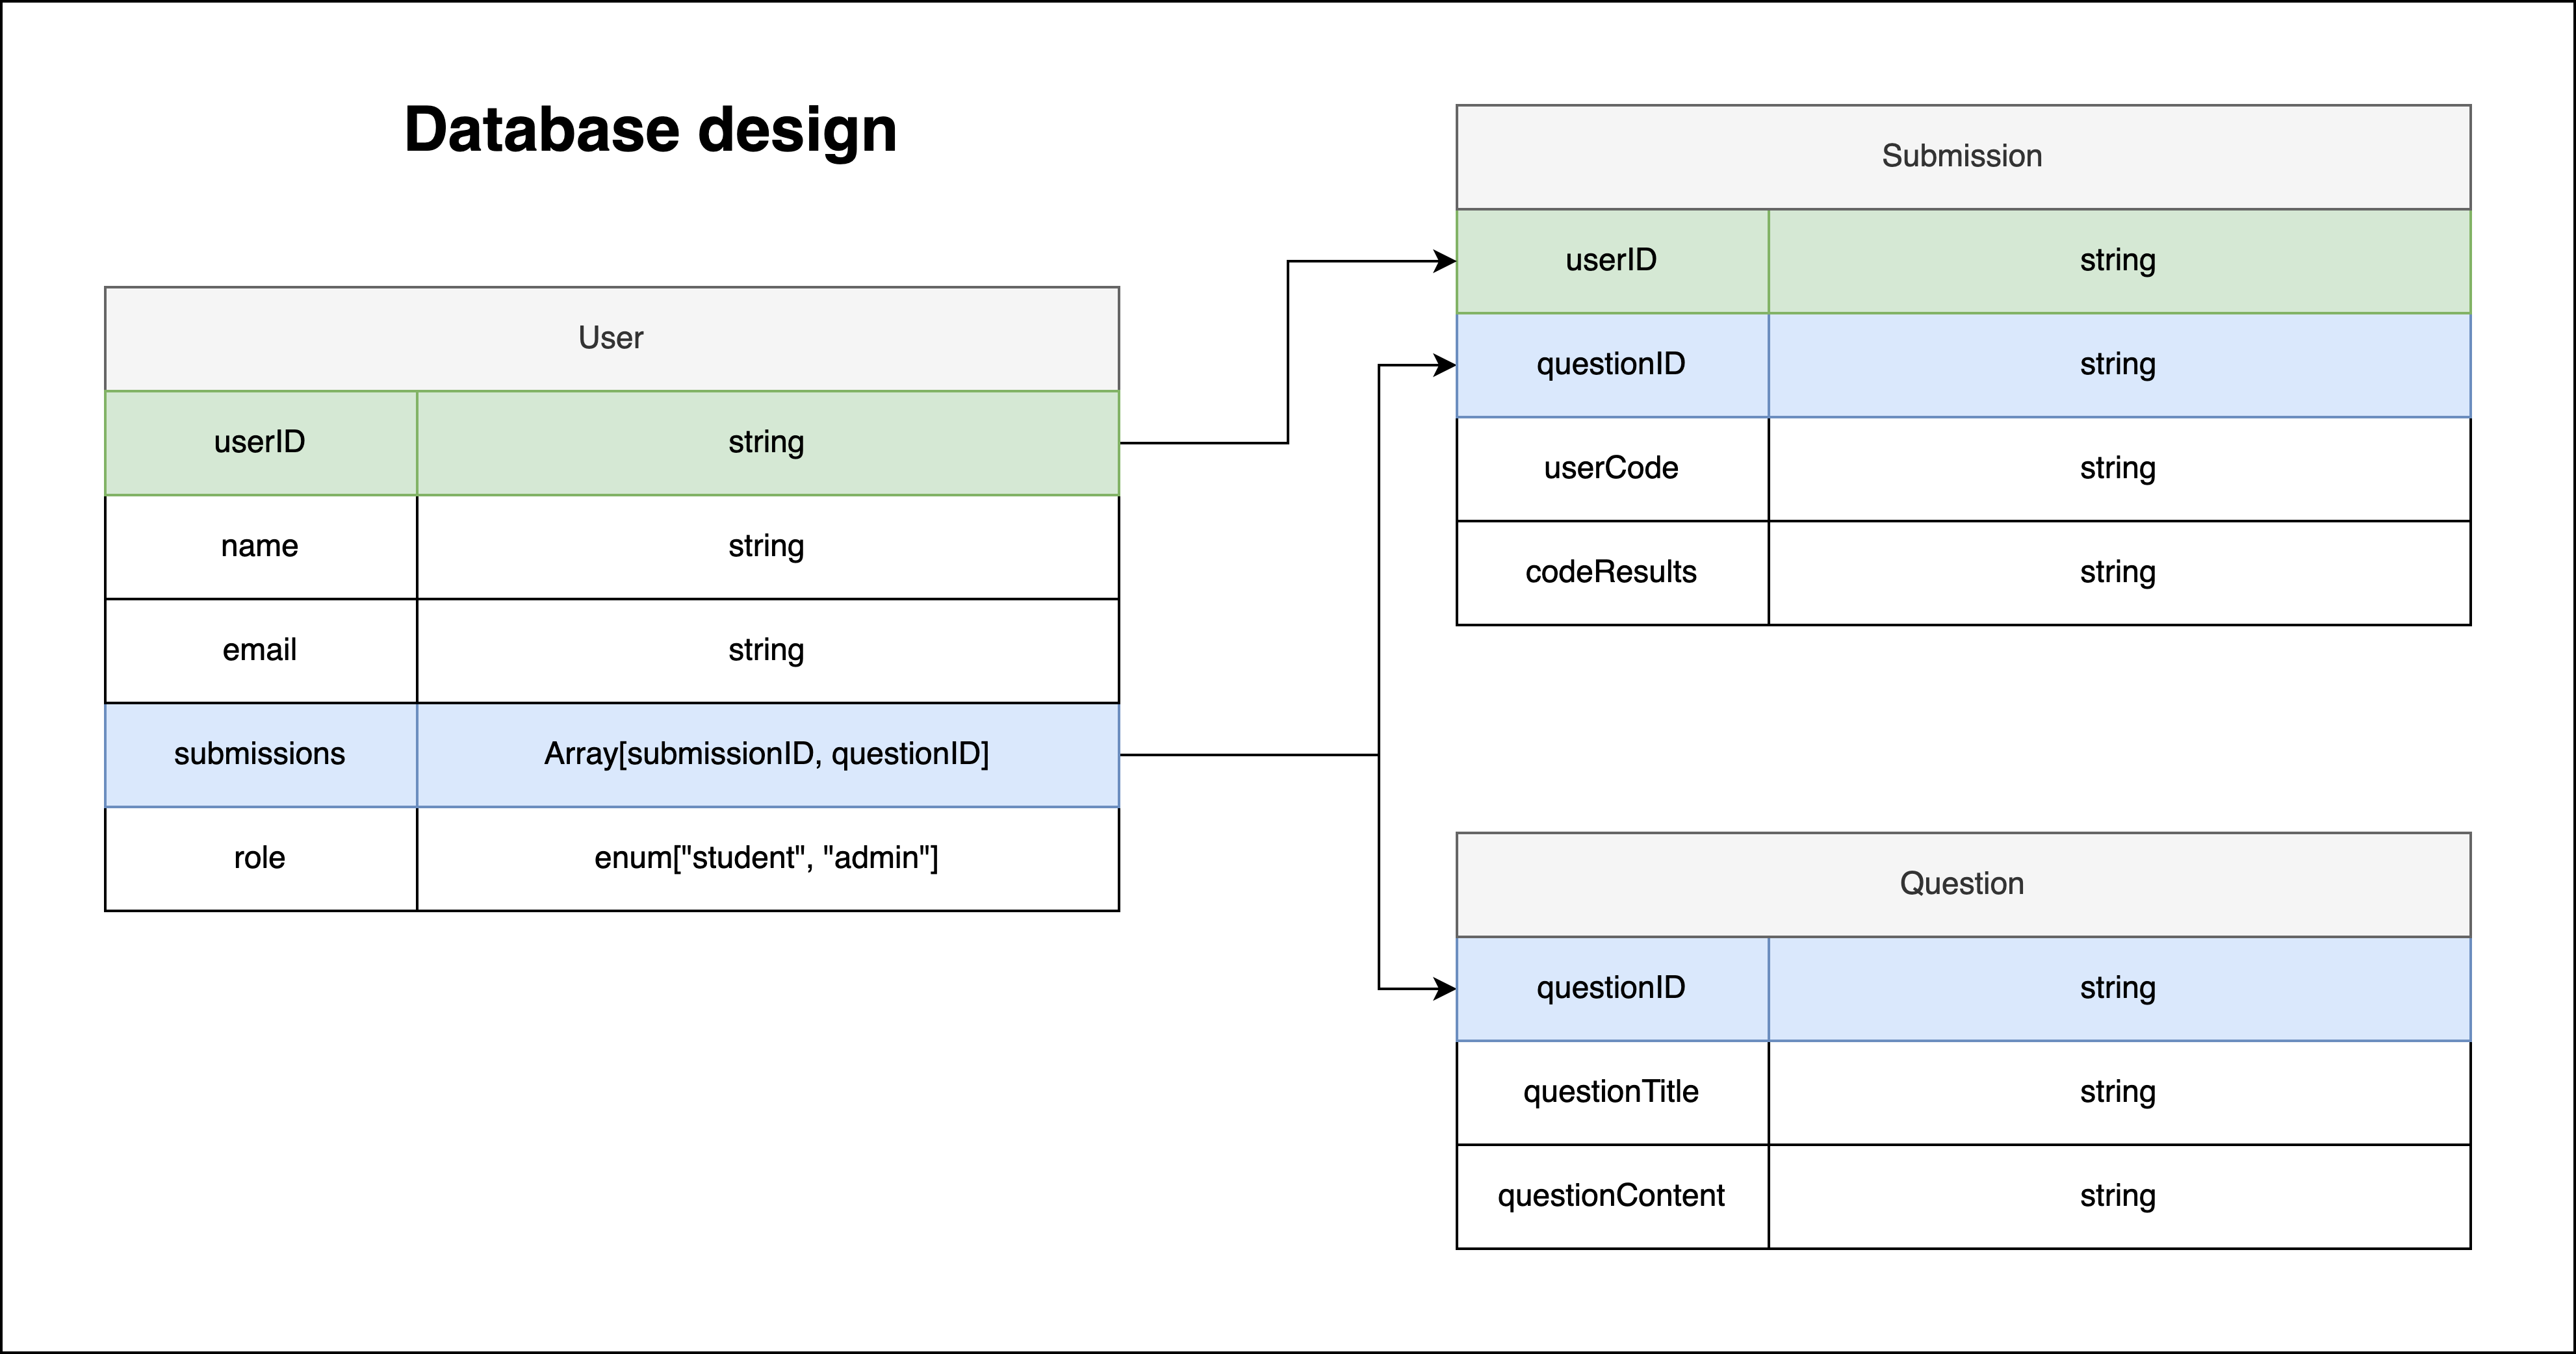 Database design
User
userID string
name string
email string
submissions Array[submissionID, questionID]
role enum["student", "admin"]
Submission
userID string
questionID string
userCode string
codeResults string
Question
questionID string
questionTitle string
questionContent string